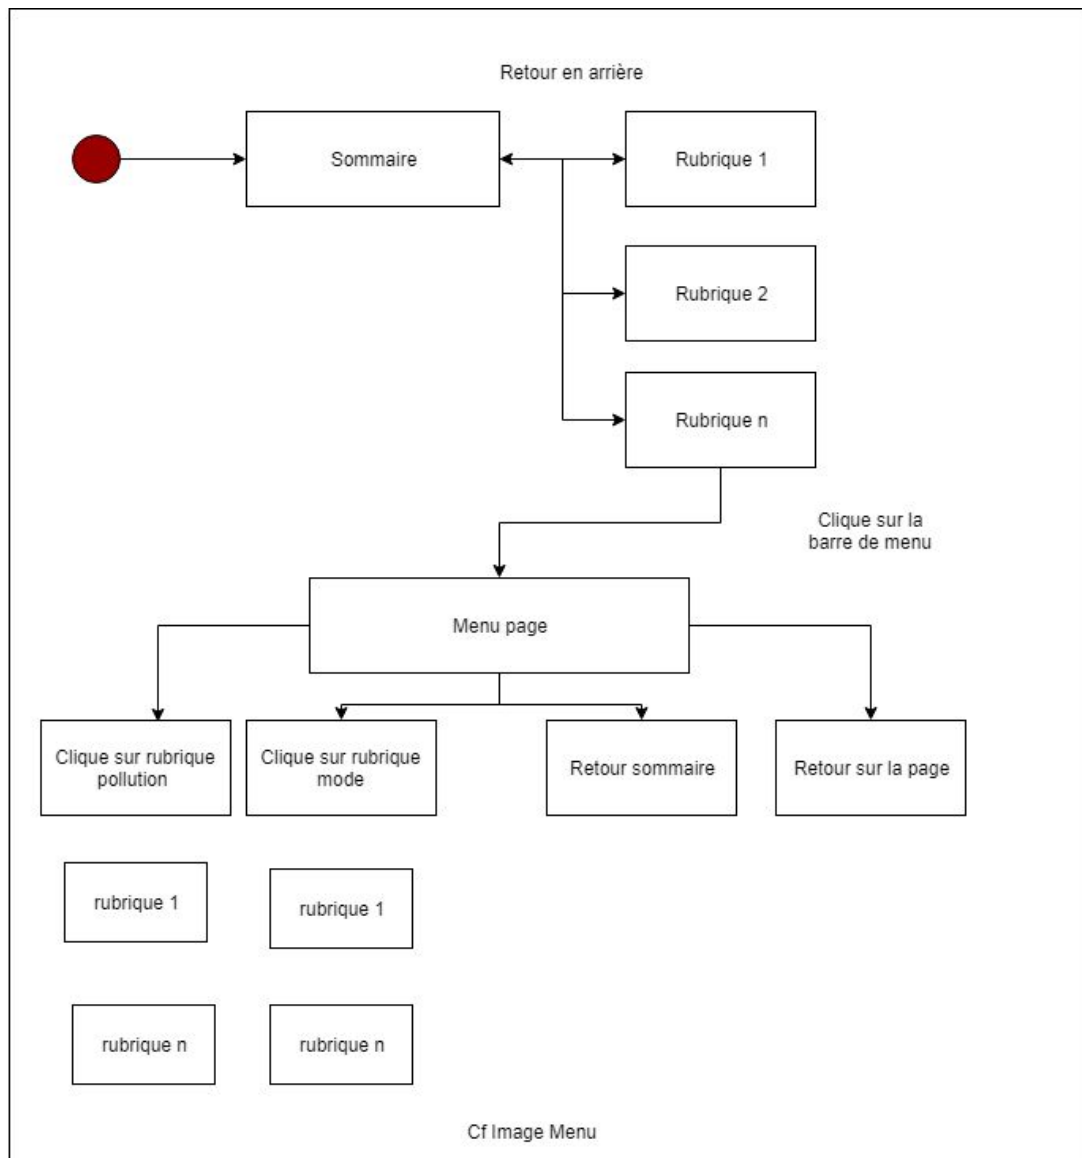 Retour en arrière
Sommaire
Rubrique 1
Rubrique 2
Rubrique n
Clique sur la
barre de menu
Menu page
Clique sur rubrique
pollution
Clique sur rubrique
mode
Retour sommaire
Retour sur la page
rubrique 1
rubrique 1
rubrique n
rubrique n
Cf Image Menu